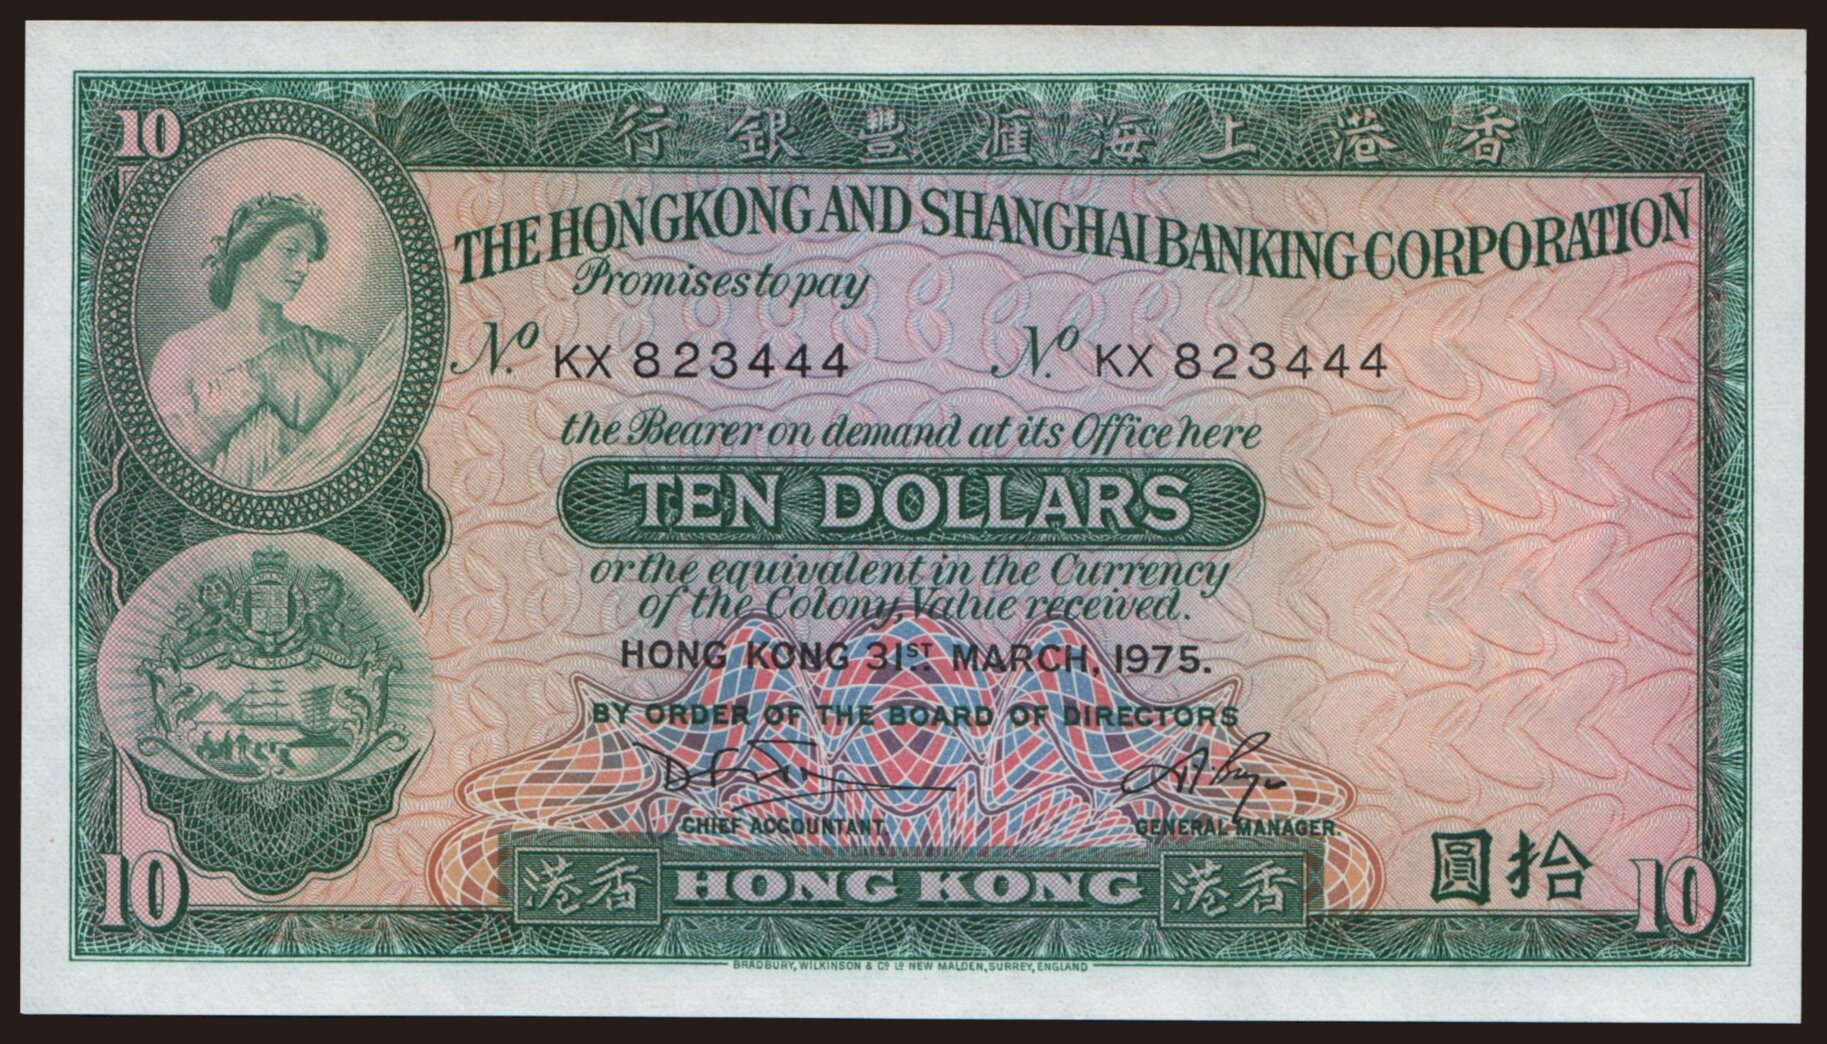 10
行銀豐滙海上港香
THE HONGKONG AND SHANGHAI BANKING CORPORATION
Promises to pay
No. KX 823444 No. KX 823444
the Bearer on demand at its Office here
TEN DOLLARS
or the equivalent in the Currency
of the Colony, Value received.
HONG KONG 31ST. MARCH, 1975.
BY ORDER OF THE BOARD OF DIRECTORS
CHIEF ACCOUNTANT. GENERAL MANAGER.
10 港香 HONG KONG 港香 圓拾 10
BRADBURY, WILKINSON & Co. Ld. NEW MALDEN, SURREY, ENGLAND